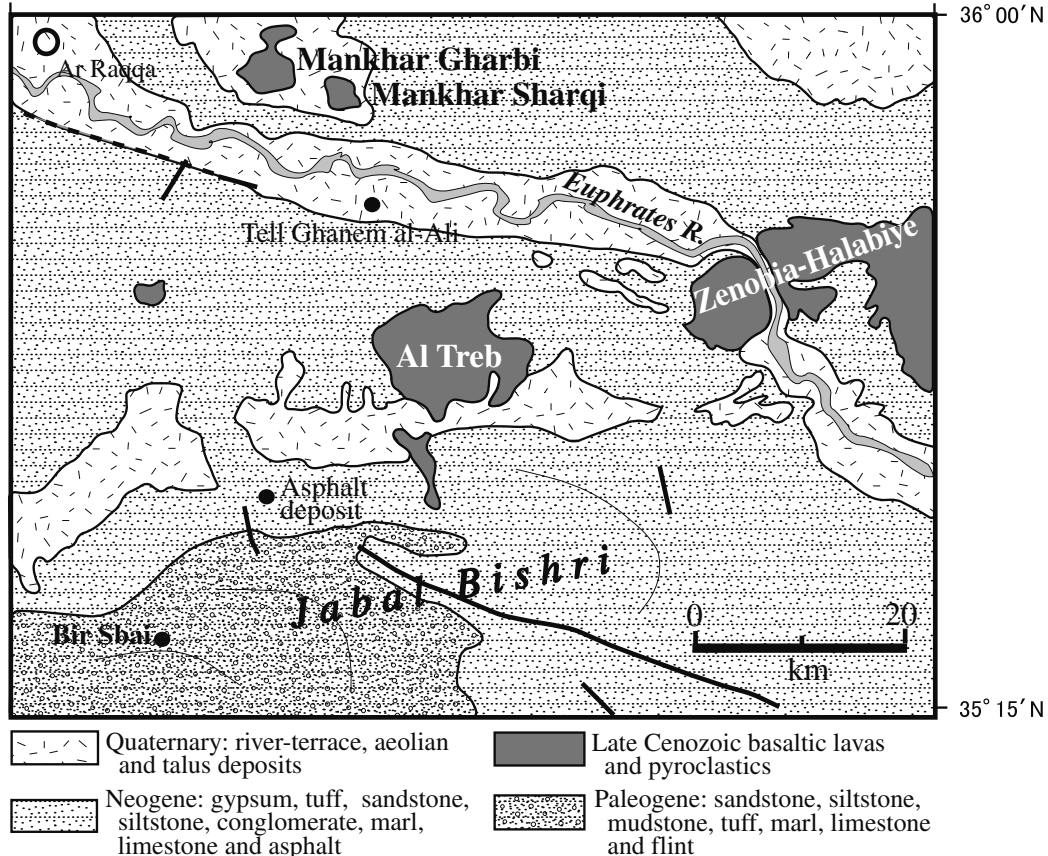 36°00′N
Ar Raqqa
Mankhar Gharbi
Mankhar Sharqi
Euphrates R.
Tell Ghanem al-Ali
Zenobia-Halabiye
Al Treb
Asphalt
deposit
Jabal Bishri
Bir Sbai
0 20
km
35°15′N
Quaternary: river-terrace, aeolian
and talus deposits
Late Cenozoic basaltic lavas
and pyroclastics
Neogene: gypsum, tuff, sandstone,
siltstone, conglomerate, marl,
limestone and asphalt
Paleogene: sandstone, siltstone,
mudstone, tuff, marl, limestone
and flint